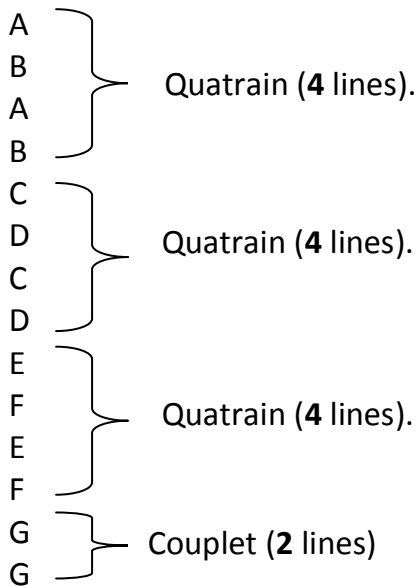 A
B
A
B
Quatrain (4 lines).
C
D
C
D
Quatrain (4 lines).
E
F
E
F
Quatrain (4 lines).
G
G
Couplet (2 lines)